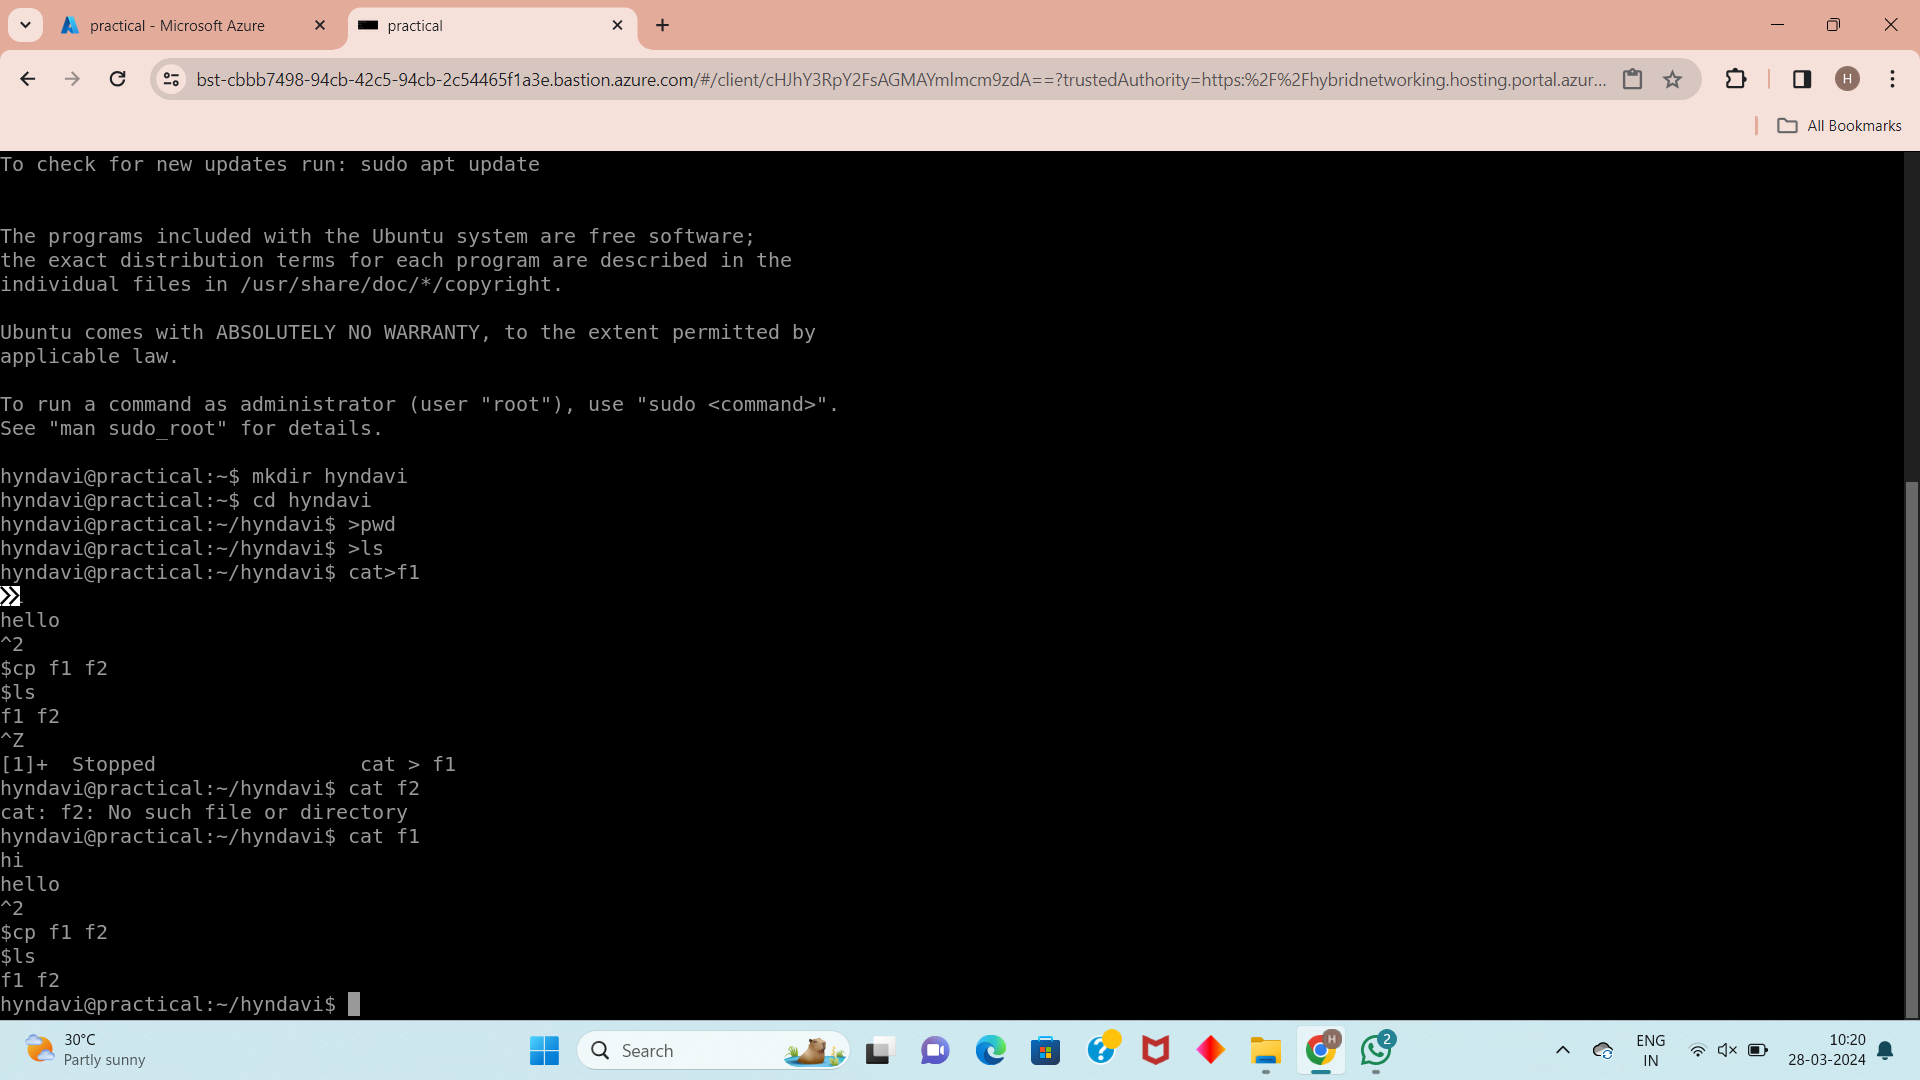 practical - Microsoft Azure
practical
bst-cbbb7498-94cb-42c5-94cb-2c54465f1a3e.bastion.azure.com/#/client/cHJhY3RpY2FsAGMAYmlmcm9zdA==?trustedAuthority=https:%2F%2Fhybridnetworking.hosting.portal.azur...
H
All Bookmarks
To check for new updates run: sudo apt update
The programs included with the Ubuntu system are free software;
the exact distribution terms for each program are described in the
individual files in /usr/share/doc/*/copyright.
Ubuntu comes with ABSOLUTELY NO WARRANTY, to the extent permitted by
applicable law.
To run a command as administrator (user "root"), use "sudo <command>".
See "man sudo_root" for details.
hyndavi@practical:~$ mkdir hyndavi
hyndavi@practical:~$ cd hyndavi
hyndavi@practical:~/hyndavi$ >pwd
hyndavi@practical:~/hyndavi$ >ls
hyndavi@practical:~/hyndavi$ cat>f1
hello
^2
$cp f1 f2
$ls
f1 f2
^Z
[1]+  Stopped                 cat > f1
hyndavi@practical:~/hyndavi$ cat f2
cat: f2: No such file or directory
hyndavi@practical:~/hyndavi$ cat f1
hi
hello
^2
$cp f1 f2
$ls
f1 f2
hyndavi@practical:~/hyndavi$
30°C
Partly sunny
Search
H
2
ENG
IN
10:20
28-03-2024